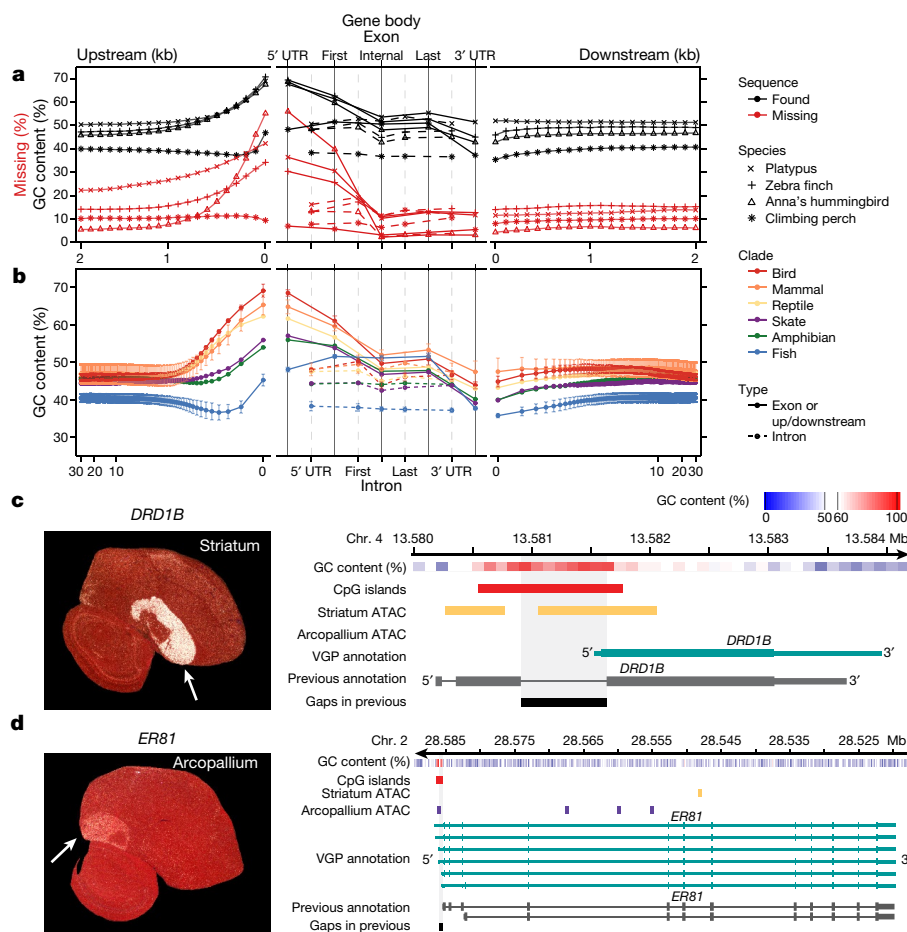 Gene body
Exon
Upstream (kb)
5′ UTR
First
Internal
Last
3′ UTR
Downstream (kb)
a
Missing (%)
GC content (%)
70
60
50
40
30
20
10
0
2
1
0
0
1
2
Sequence
Found
Missing
Species
Platypus
Zebra finch
Anna's hummingbird
Climbing perch
b
GC content (%)
70
60
50
40
30
30
20
10
0
5′ UTR
First
Last
3′ UTR
Intron
0
10
20
30
Clade
Bird
Mammal
Reptile
Skate
Amphibian
Fish
Type
Exon or
up/downstream
Intron
GC content (%)
0
50
60
100
c
DRD1B
Striatum
Chr. 4
13.580
13.581
13.582
13.583
13.584 Mb
GC content (%)
CpG islands
Striatum ATAC
Arcopallium ATAC
VGP annotation
5′
DRD1B
3′
Previous annotation
5′
DRD1B
3′
Gaps in previous
d
ER81
Arcopallium
Chr. 2
28.585
28.575
28.565
28.555
28.545
28.535
28.525
Mb
GC content (%)
CpG islands
Striatum ATAC
Arcopallium ATAC
ER81
VGP annotation
5′
3′
ER81
Previous annotation
Gaps in previous